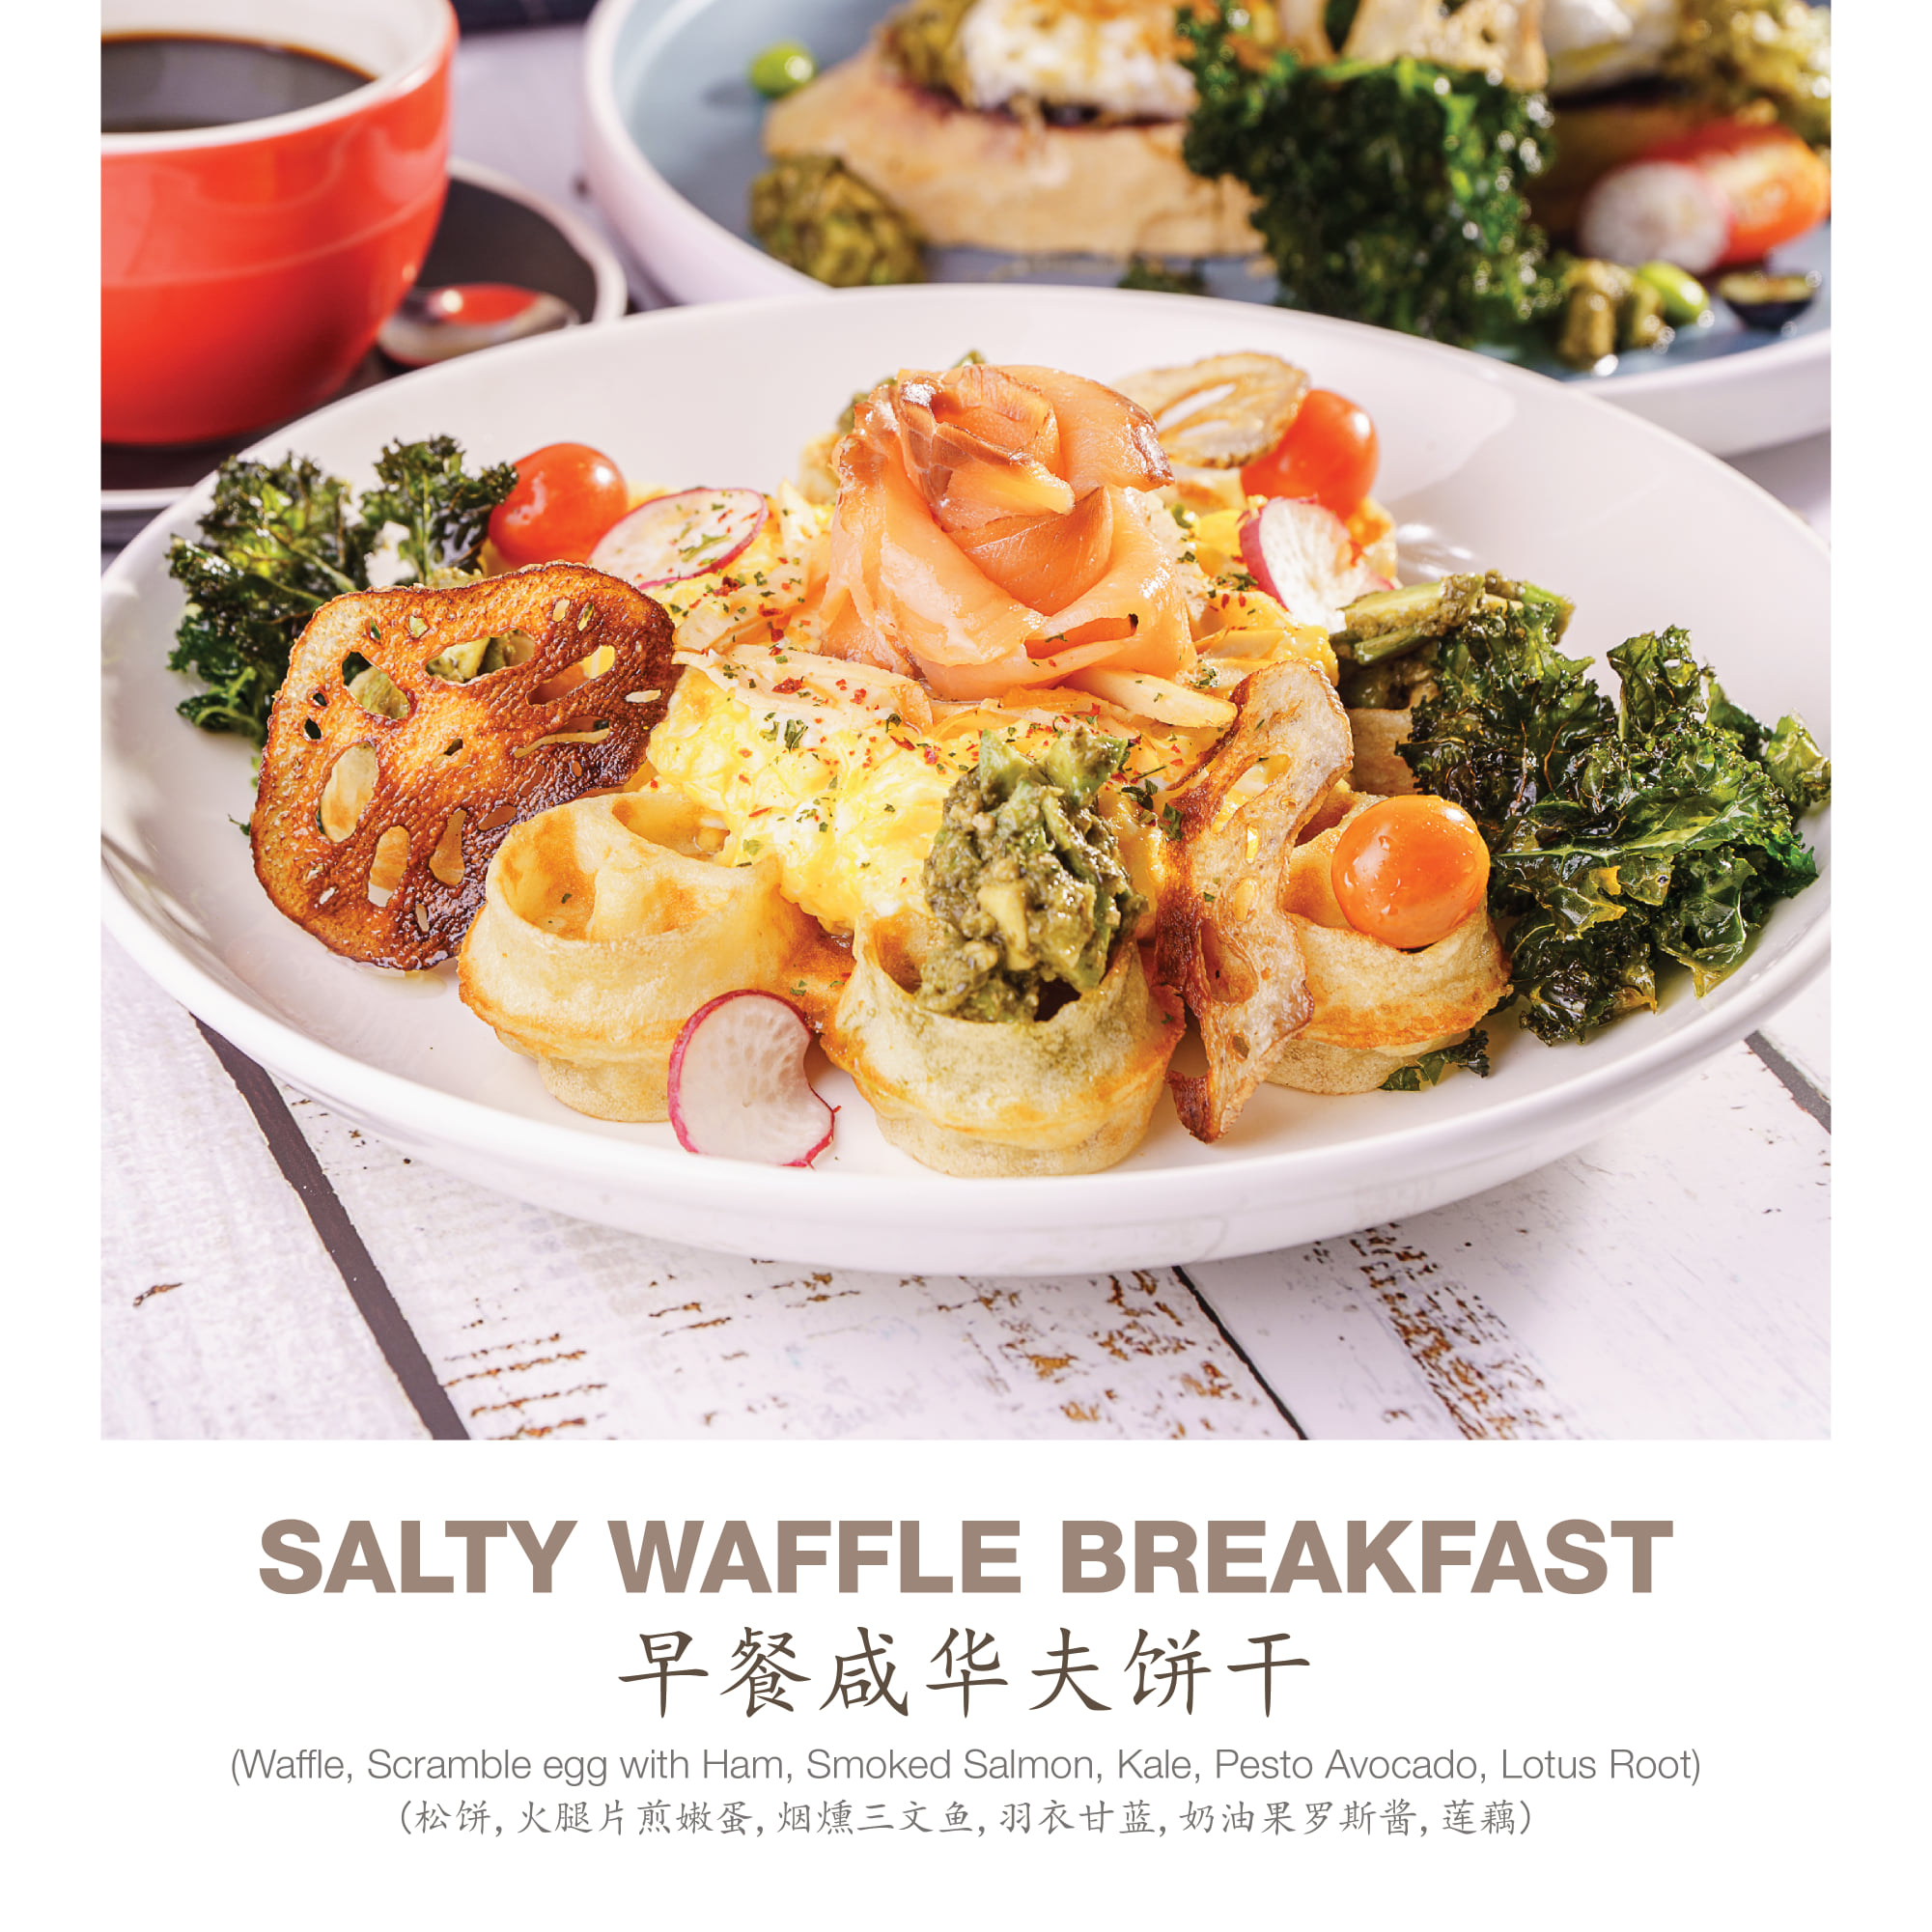 SALTY WAFFLE BREAKFAST
早餐咸华夫饼干
(Waffle, Scramble egg with Ham, Smoked Salmon, Kale, Pesto Avocado, Lotus Root)
（松饼, 火腿片煎嫩蛋, 烟燻三文鱼, 羽衣甘蓝, 奶油果罗斯酱, 莲藕）